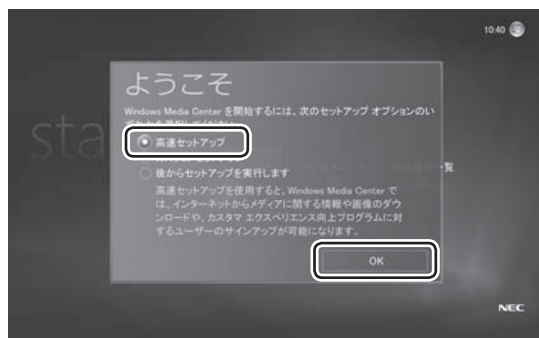 10:40
sta
ようこそ
Windows Media Center を開始するには、次のセットアップ オプションのい
高速セットアップ
後からセットアップを実行します
高速セットアップを使用すると、Windows Media Center で
は、インターネットからメディアに関する情報や画像のダウ
ンロードや、カスタマ エクスペリエンス向上プログラムに対
するユーザーのサインアップが可能になります。
OK
一覧
NEC